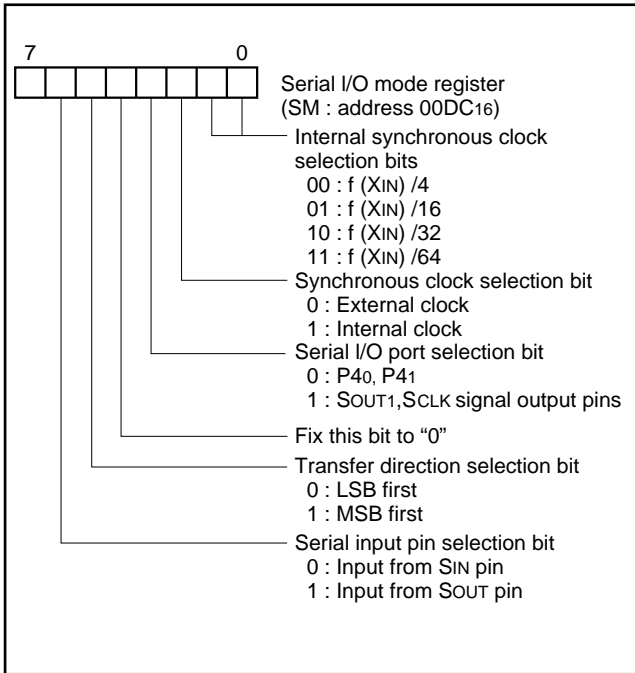 7 0
Serial I/O mode register
(SM : address 00DC16)
Internal synchronous clock
selection bits
00 : f (XIN) /4
01 : f (XIN) /16
10 : f (XIN) /32
11 : f (XIN) /64
Synchronous clock selection bit
0 : External clock
1 : Internal clock
Serial I/O port selection bit
0 : P40, P41
1 : SOUT1,SCLK signal output pins
Fix this bit to “0”
Transfer direction selection bit
0 : LSB first
1 : MSB first
Serial input pin selection bit
0 : Input from SIN pin
1 : Input from SOUT pin